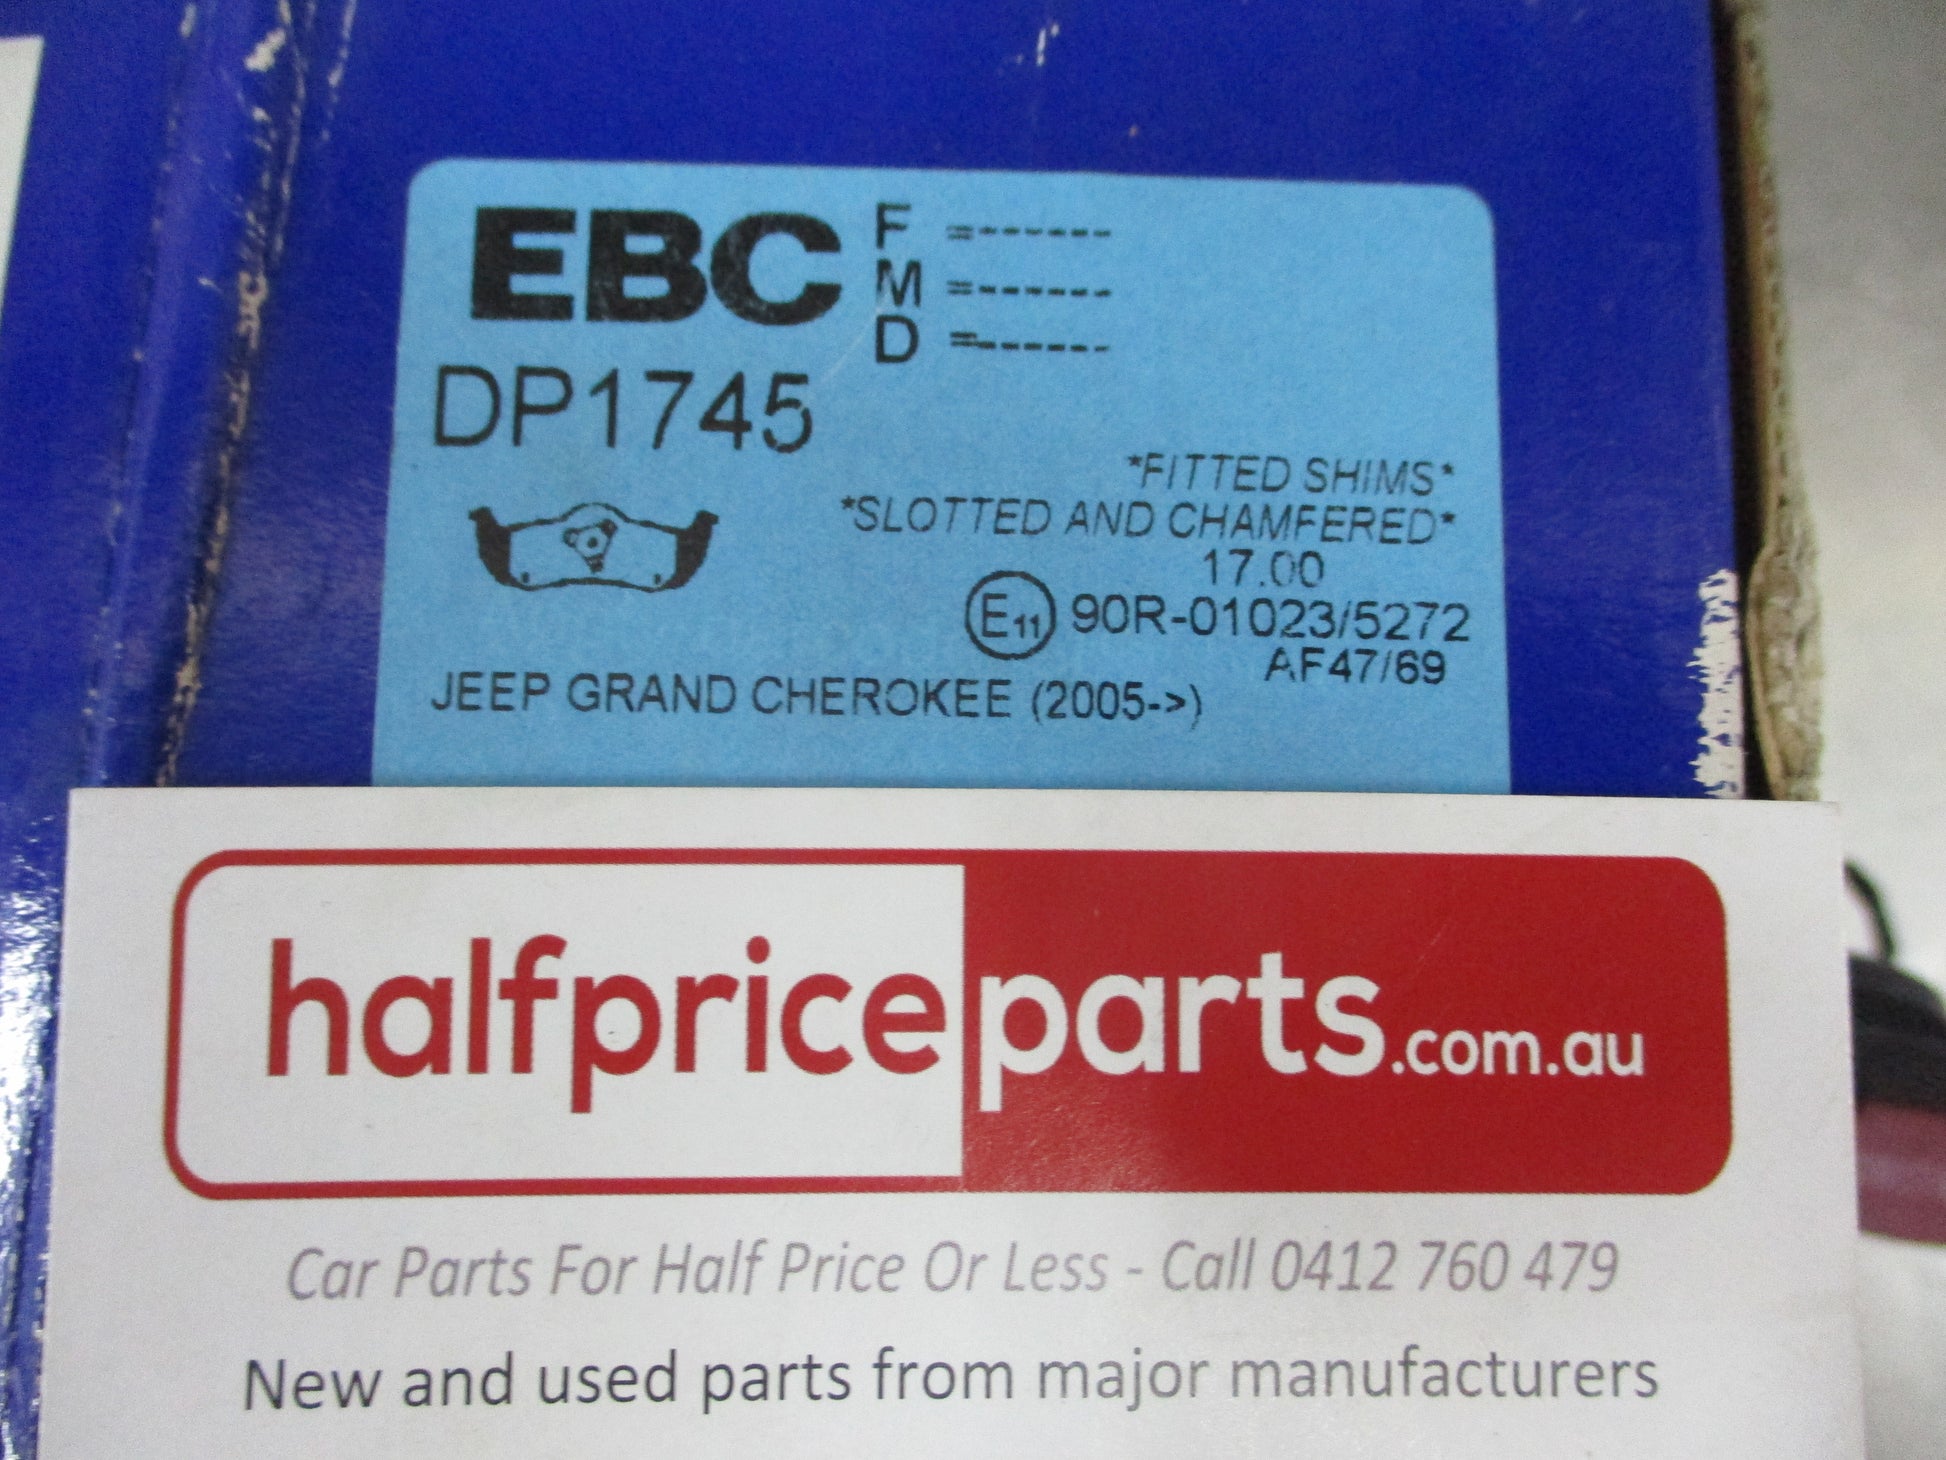 EBC
F =------
M =------
D =------
DP1745
*FITTED SHIMS*
*SLOTTED AND CHAMFERED*
17.00
E11 90R-01023/5272
AF47/69
JEEP GRAND CHEROKEE (2005->)
halfpriceparts.com.au
Car Parts For Half Price Or Less - Call 0412 760 479
New and used parts from major manufacturers